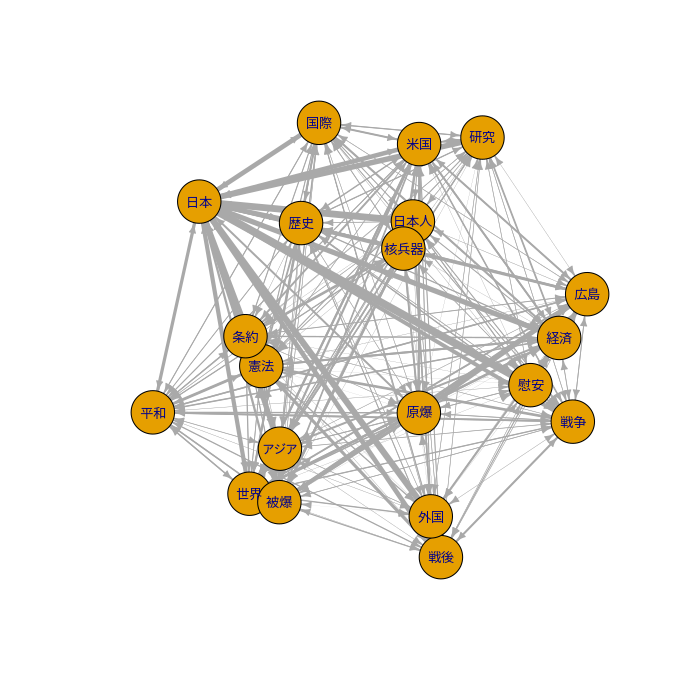 国際
米国
研究
日本
歴史
日本人
核兵器
広島
条約
経済
憲法
慰安
平和
原爆
戦争
アジア
世界
被爆
外国
戦後